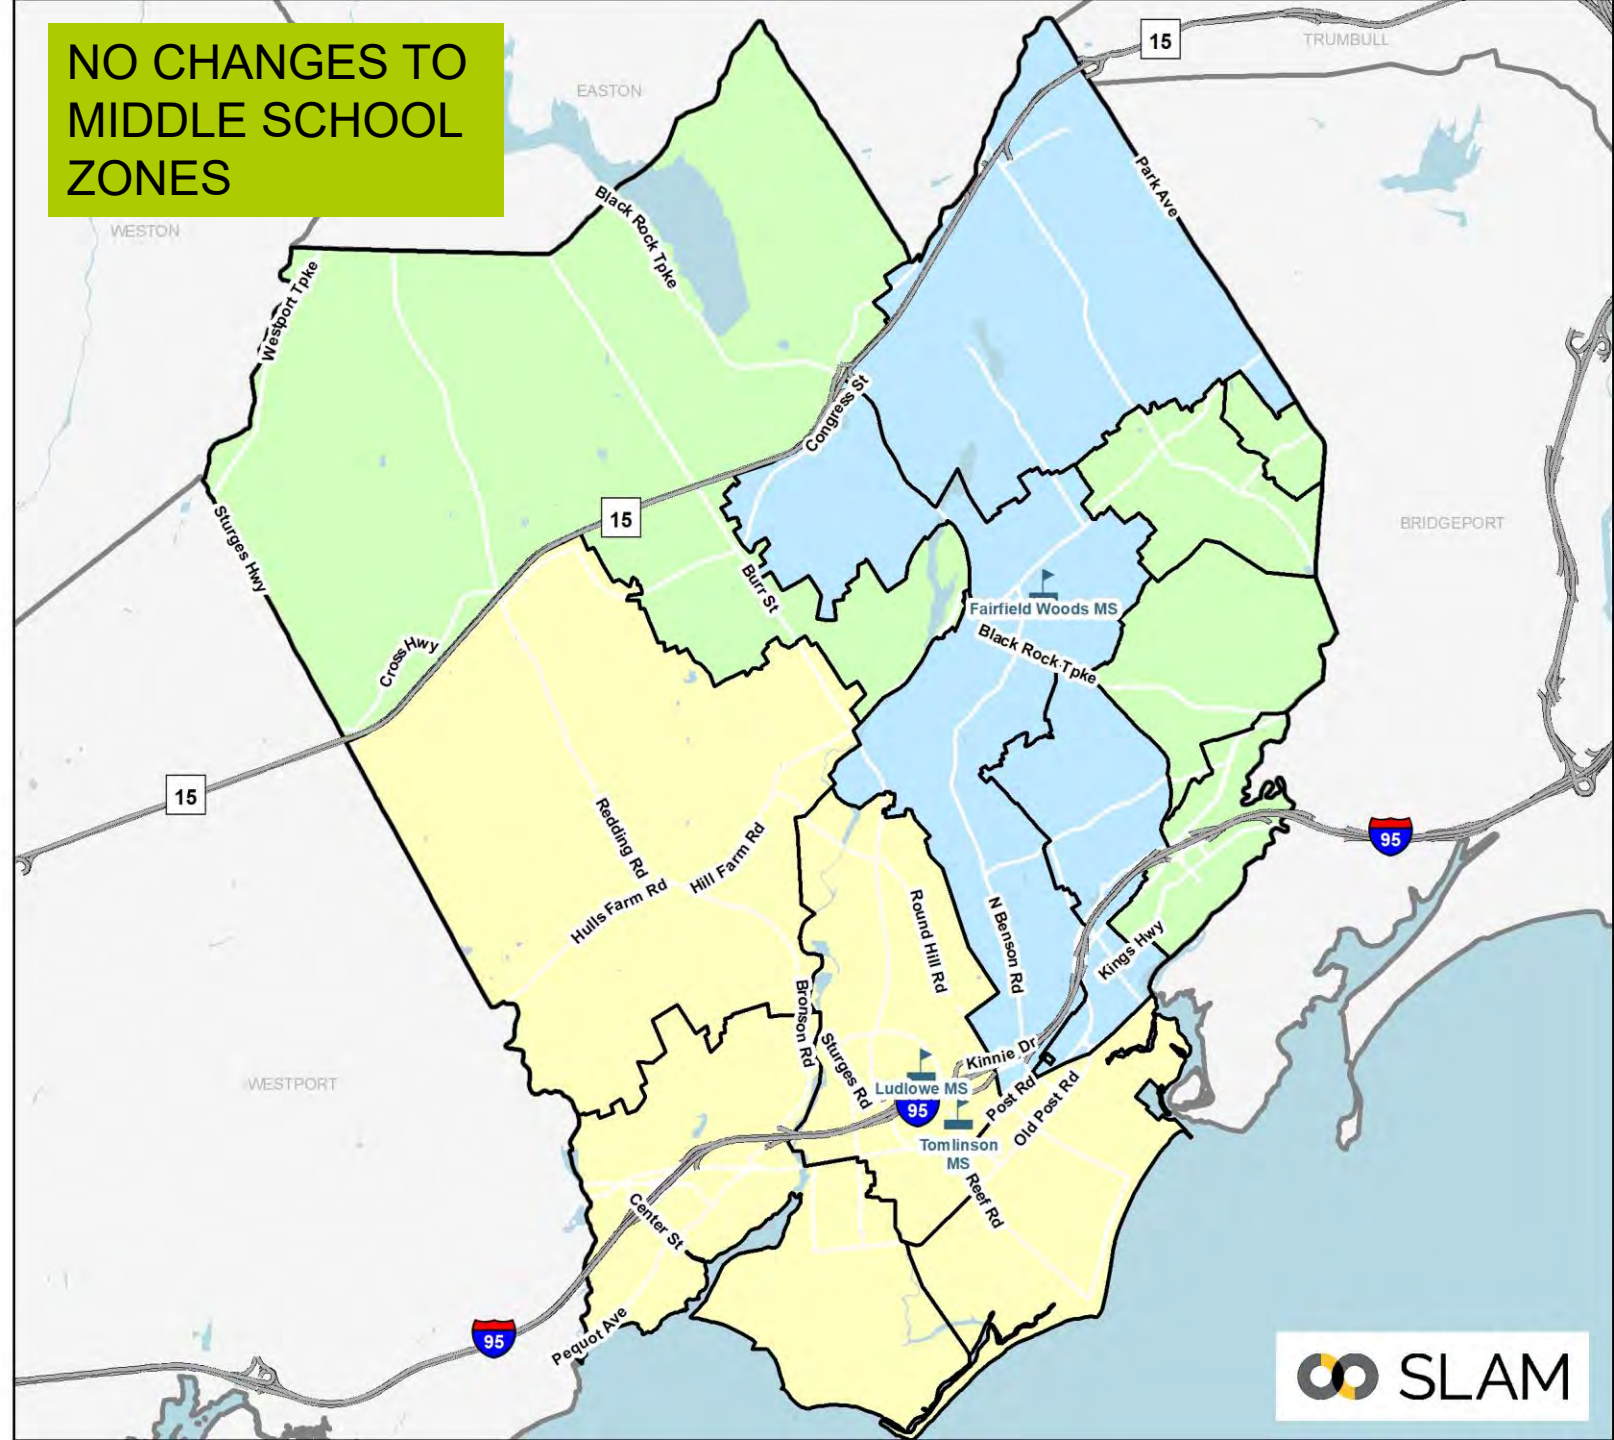 NO CHANGES TO
MIDDLE SCHOOL
ZONES
15
TRUMBULL
EASTON
Park Ave
WESTON
Black Rock Tpke
Westport Tpke
Congress St
15
BRIDGEPORT
Sturges Hwy
Burr St
Fairfield Woods MS
Black Rock Tpke
Cross Hwy
15
95
Redding Rd
Hill Farm Rd
Hulls Farm Rd
Round Hill Rd
N Benson Rd
Kings Hwy
Bronson Rd
Sturges Rd
Kinnie Dr
WESTPORT
Ludlowe MS
95
Post Rd
Old Post Rd
Tomlinson
MS
Reef Rd
Center St
95
Pequot Ave
SLAM